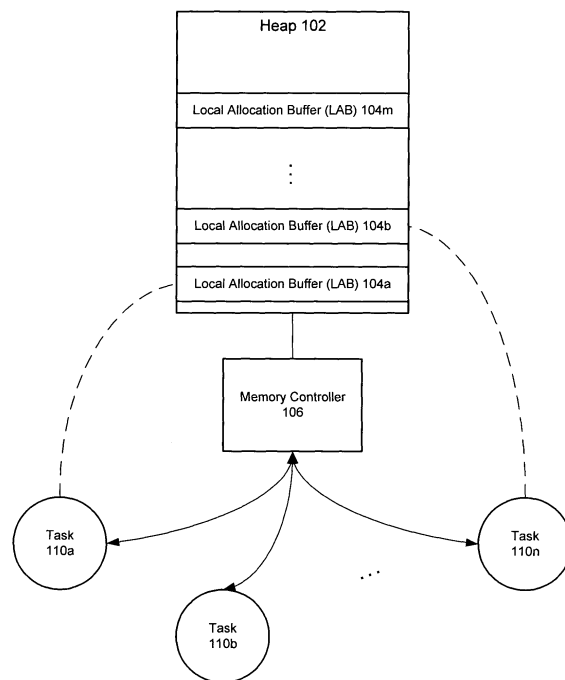 Heap 102
Local Allocation Buffer (LAB) 104m
Local Allocation Buffer (LAB) 104b
Local Allocation Buffer (LAB) 104a
Memory Controller
106
Task
110a
Task
110n
Task
110b